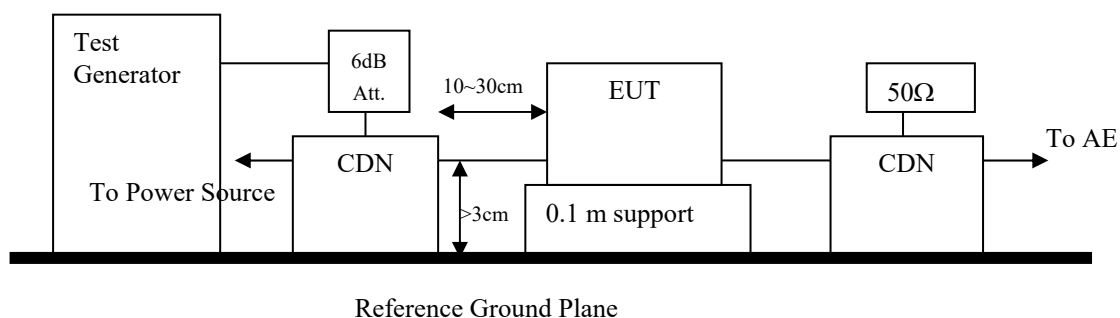 Test
Generator
6dB
Att.
10~30cm
EUT
50Ω
To AE
CDN
CDN
To Power Source
>3cm
0.1 m support
Reference Ground Plane